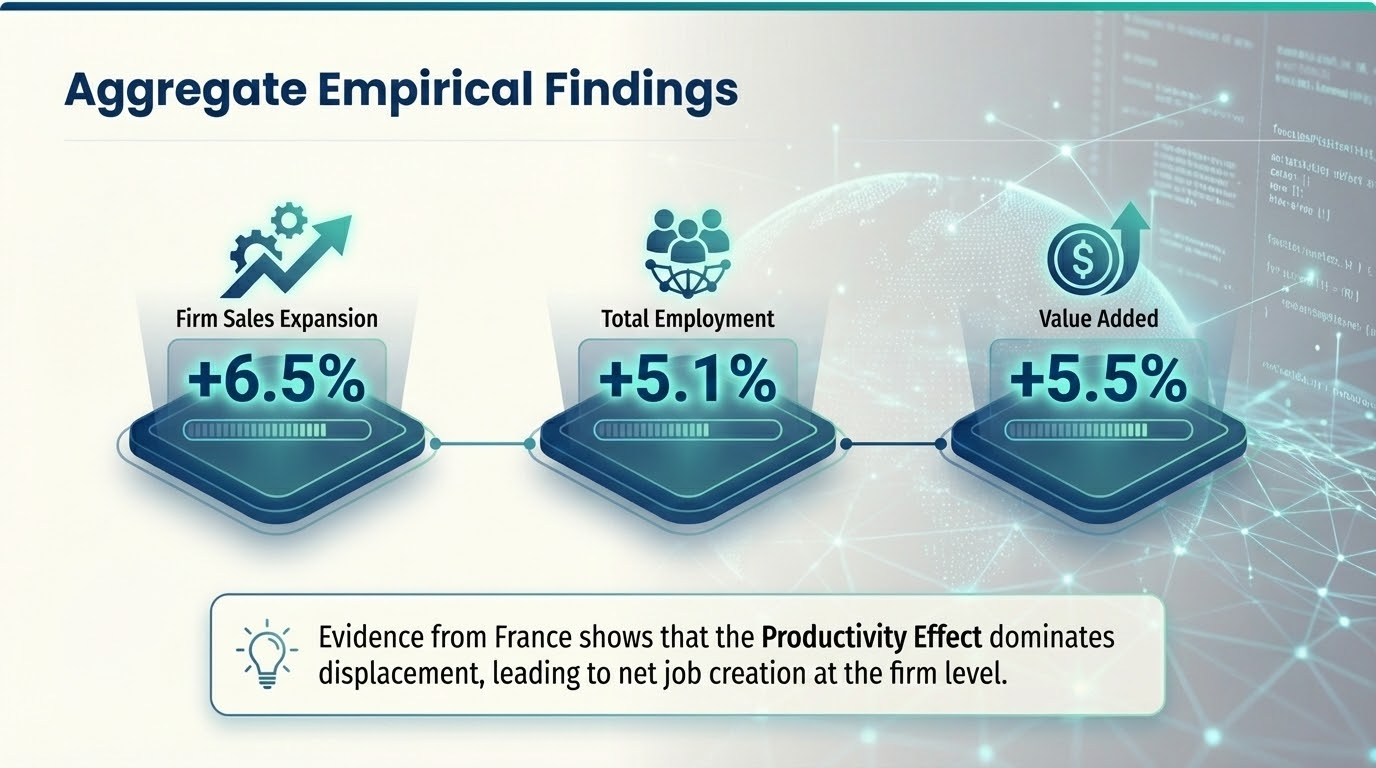 Aggregate Empirical Findings
Firm Sales Expansion
+6.5%
Total Employment
+5.1%
$
Value Added
+5.5%
Evidence from France shows that the Productivity Effect dominates
displacement, leading to net job creation at the firm level.